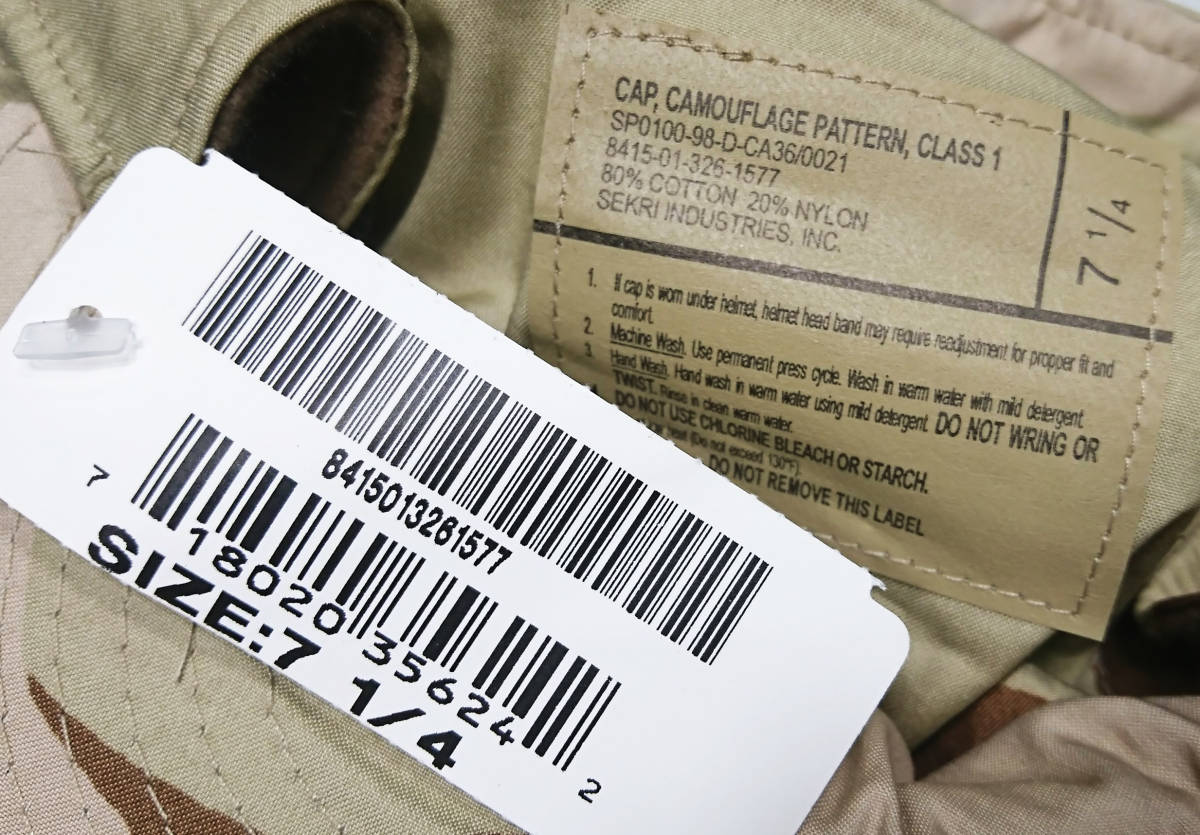 CAP, CAMOUFLAGE PATTERN, CLASS 1
SP0100-98-D-CA36/0021
8415-01-326-1577
80% COTTON 20% NYLON
SEKRI INDUSTRIES, INC.
7 1/4
1. If cap is worn under helmet, helmet head band may require readjustment for propper fit and
comfort.
2. Machine Wash. Use permanent press cycle. Wash in warm water with mild detergent.
3. Hand Wash. Hand wash in warm water using mild detergent. DO NOT WRING OR
TWIST. Rinse in clean warm water.
DO NOT USE CHLORINE BLEACH OR STARCH.
(Do not exceed 130°F).
DO NOT REMOVE THIS LABEL
8415013261577
7 18020 35624 2
SIZE:7 1/4